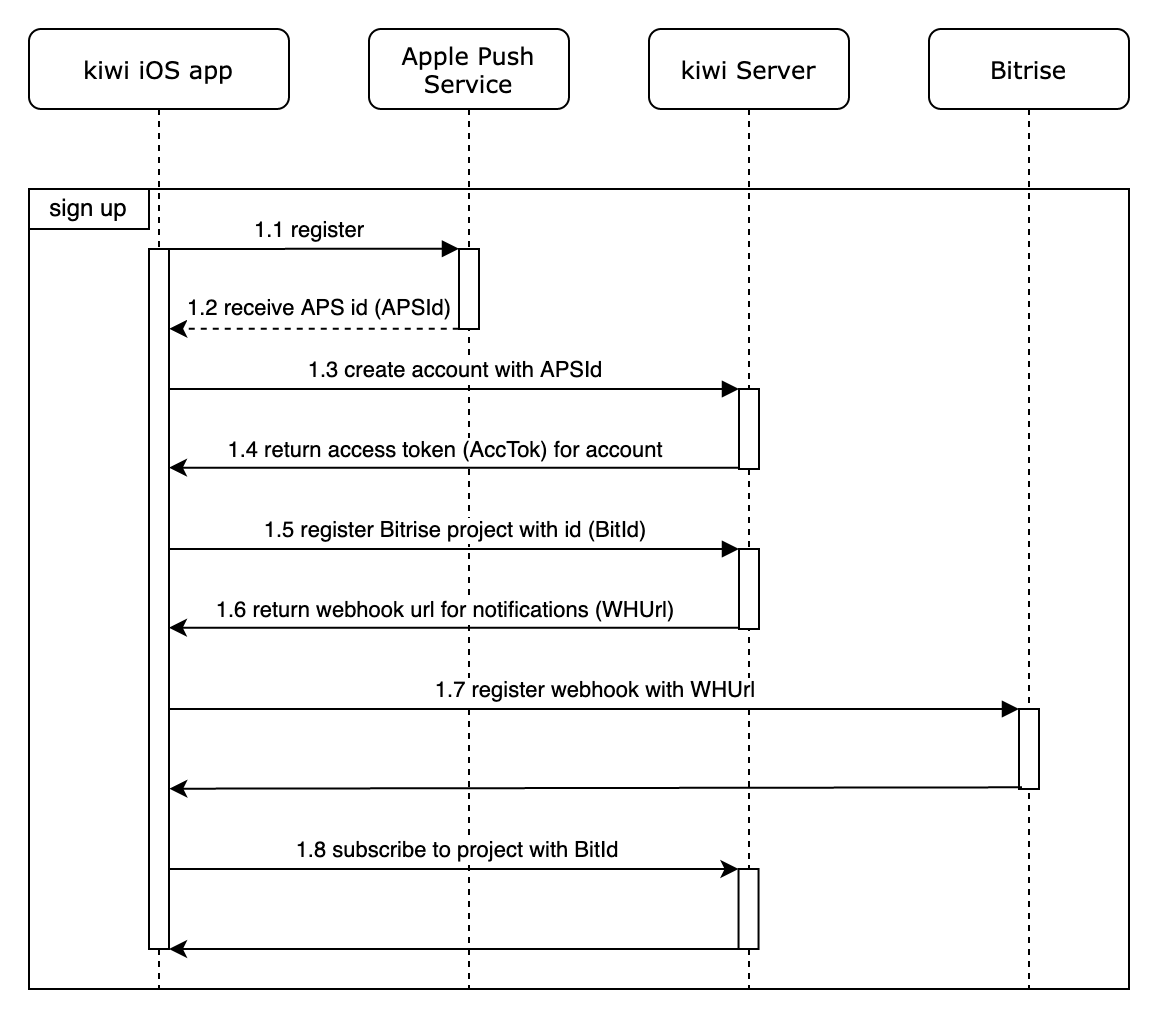 kiwi iOS app
Apple Push
Service
kiwi Server
Bitrise
sign up
1.1 register
1.2 receive APS id (APSId)
1.3 create account with APSId
1.4 return access token (AccTok) for account
1.5 register Bitrise project with id (BitId)
1.6 return webhook url for notifications (WHUrl)
1.7 register webhook with WHUrl
1.8 subscribe to project with BitId